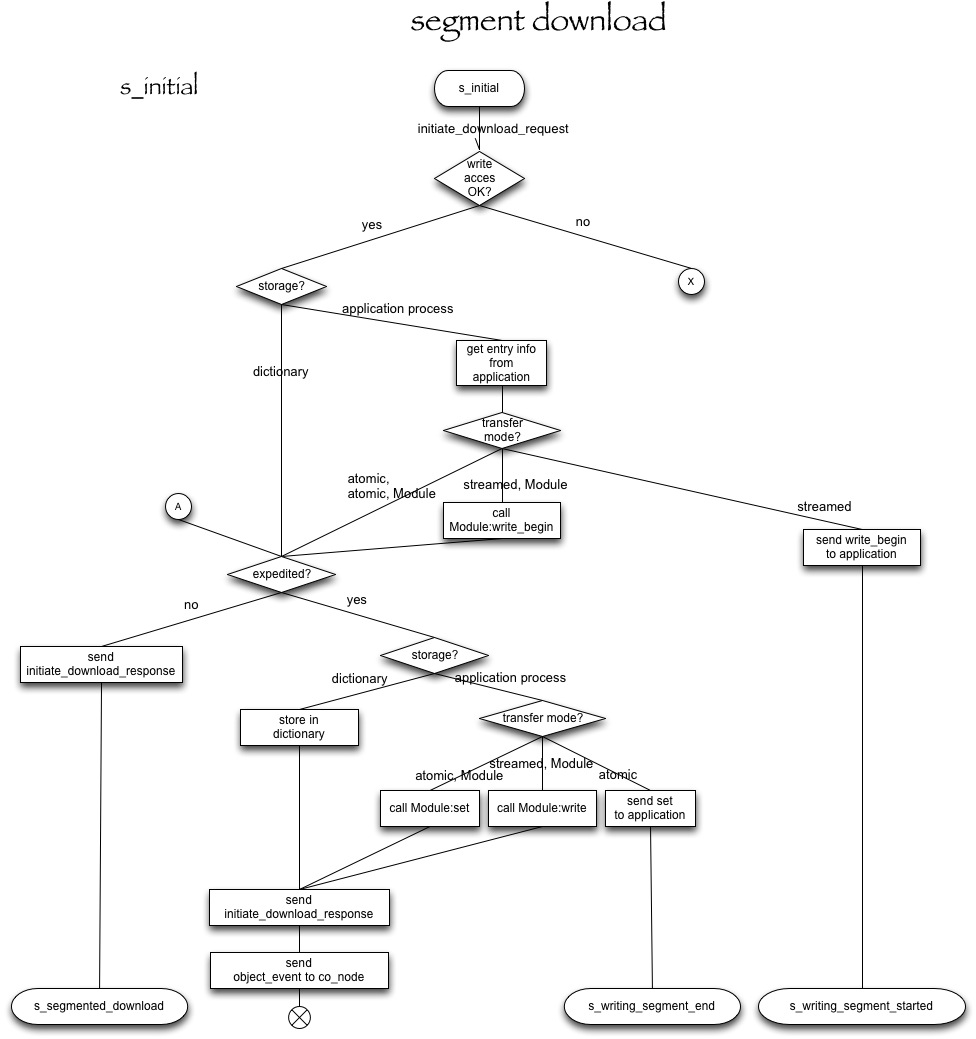 segment download
s_initial
s_initial
initiate_download_request
write
acces
OK?
yes
no
storage?
X
application process
get entry info
from
application
dictionary
transfer
mode?
atomic,
atomic, Module
streamed, Module
streamed
A
call
Module:write_begin
send write_begin
to application
expedited?
no
yes
send
initiate_download_response
storage?
dictionary
application process
store in
dictionary
transfer mode?
atomic, Module
streamed, Module
atomic
call Module:set
call Module:write
send set
to application
send
initiate_download_response
send
object_event to co_node
s_segmented_download
s_writing_segment_end
s_writing_segment_started